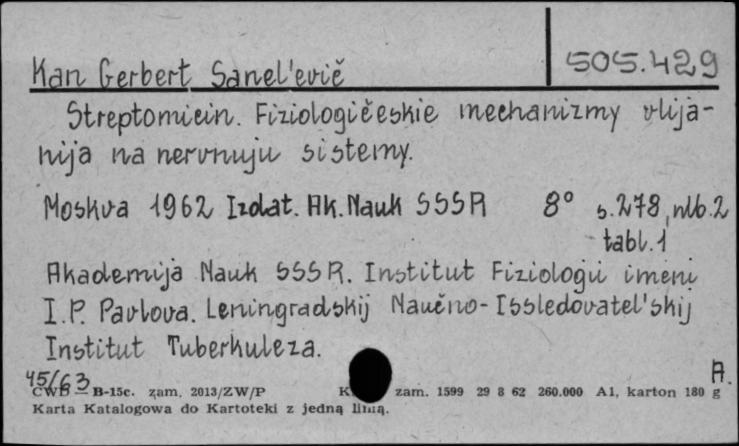 Kan Gerbert Sanel'evič
505.429
Streptomicin. Fiziologičeskie mechanizmy vlija-
nija na nervnuju sistemy.
Moskva 1962 Izdat. Ak. Nauk SSSR 8° s. 278, nlb. 2
tabl. 1
Akademija Nauk SSSR. Institut Fiziologii imeni
I. P. Pavlova. Leningradskij Naučno-Issledovatel'skij
Institut Tuberkuleza.
45/63
A.
CWD — B-15c. zam. 2013/ZW/P zam. 1599 29 8 62 260.000 A1, karton 180 g
Karta Katalogowa do Kartoteki z jedną linią.